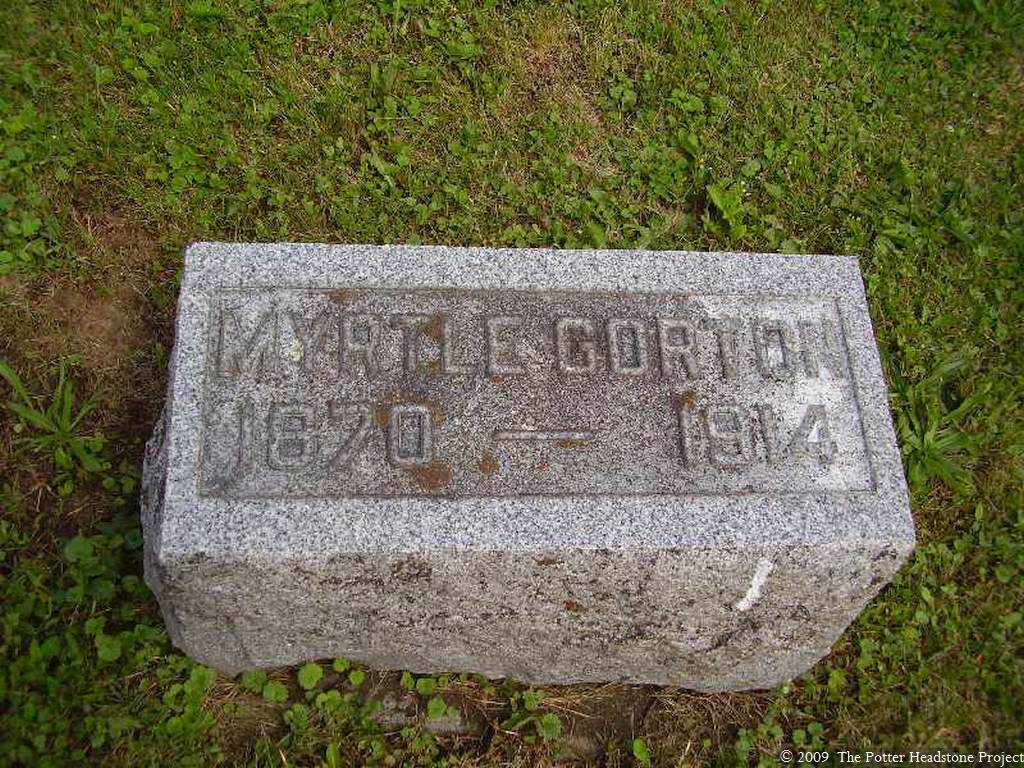 MYRTLE GORTON
1870 — 1914
© 2009 The Potter Headstone Project